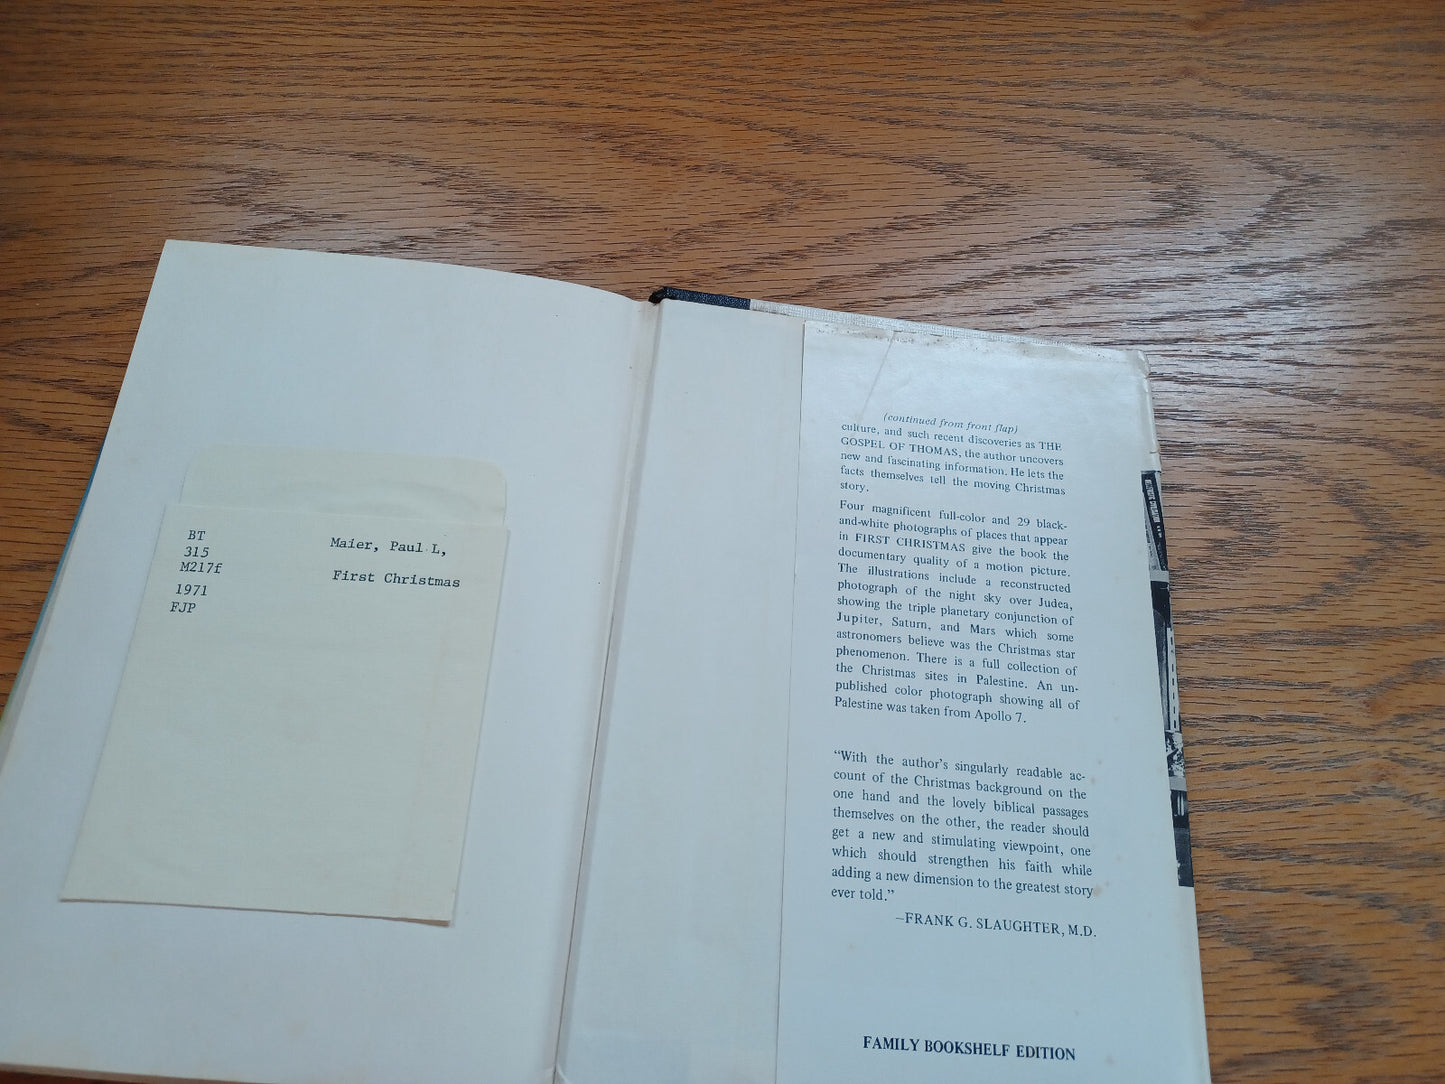 BT
315
M217f
1971
FJP
Maier, Paul L,
First Christmas
(continued from front flap)
culture, and such recent discoveries as THE
GOSPEL OF THOMAS, the author uncovers
new and fascinating information. He lets the
facts themselves tell the moving Christmas
story.
Four magnificent full-color and 29 black-
and-white photographs of places that appear
in FIRST CHRISTMAS give the book the
documentary quality of a motion picture.
The illustrations include a reconstructed
photograph of the night sky over Judea,
showing the triple planetary conjunction of
Jupiter, Saturn, and Mars which some
astronomers believe was the Christmas star
phenomenon. There is a full collection of
the Christmas sites in Palestine. An un-
published color photograph showing all of
Palestine was taken from Apollo 7.
“With the author’s singularly readable ac-
count of the Christmas background on the
one hand and the lovely biblical passages
themselves on the other, the reader should
get a new and stimulating viewpoint, one
which should strengthen his faith while
adding a new dimension to the greatest story
ever told.”
—FRANK G. SLAUGHTER, M.D.
FAMILY BOOKSHELF EDITION